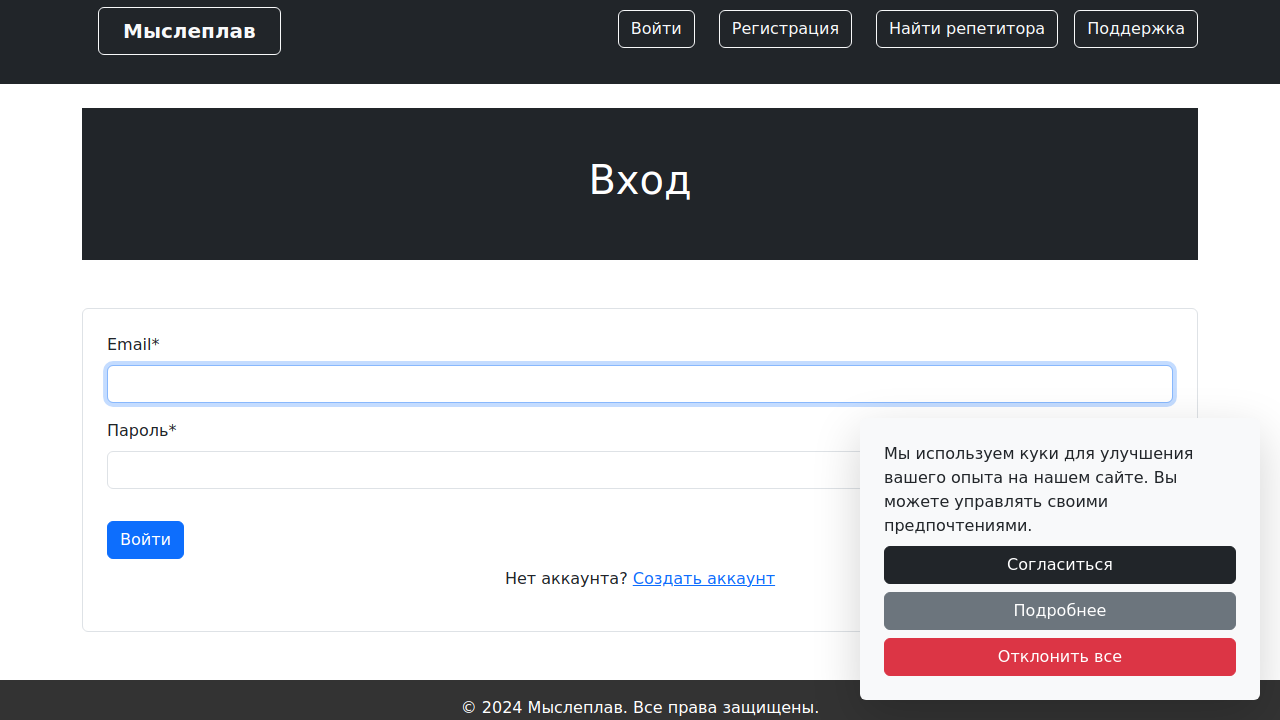 Мыслеплав
Войти
Регистрация
Найти репетитора
Поддержка
Вход
Email*
Пароль*
Войти
Нет аккаунта? Создать аккаунт
Мы используем куки для улучшения
вашего опыта на нашем сайте. Вы
можете управлять своими
предпочтениями.
Согласиться
Подробнее
Отклонить все
© 2024 Мыслеплав. Все права защищены.